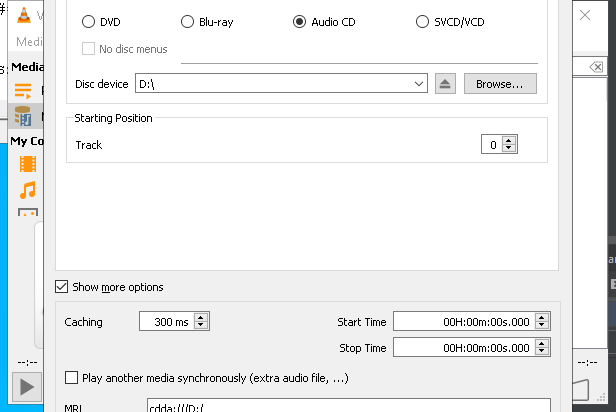 DVD Blu-ray Audio CD SVCD/VCD
Medi
No disc menus
Media
Disc device D:\ Browse...
Starting Position
Track 0
My Co
Show more options
Caching 300 ms Start Time 00H:00m:00s.000
Stop Time 00H:00m:00s.000
--:-- --:--
Play another media synchronously (extra audio file, ...)
MRL cdda:///D:/